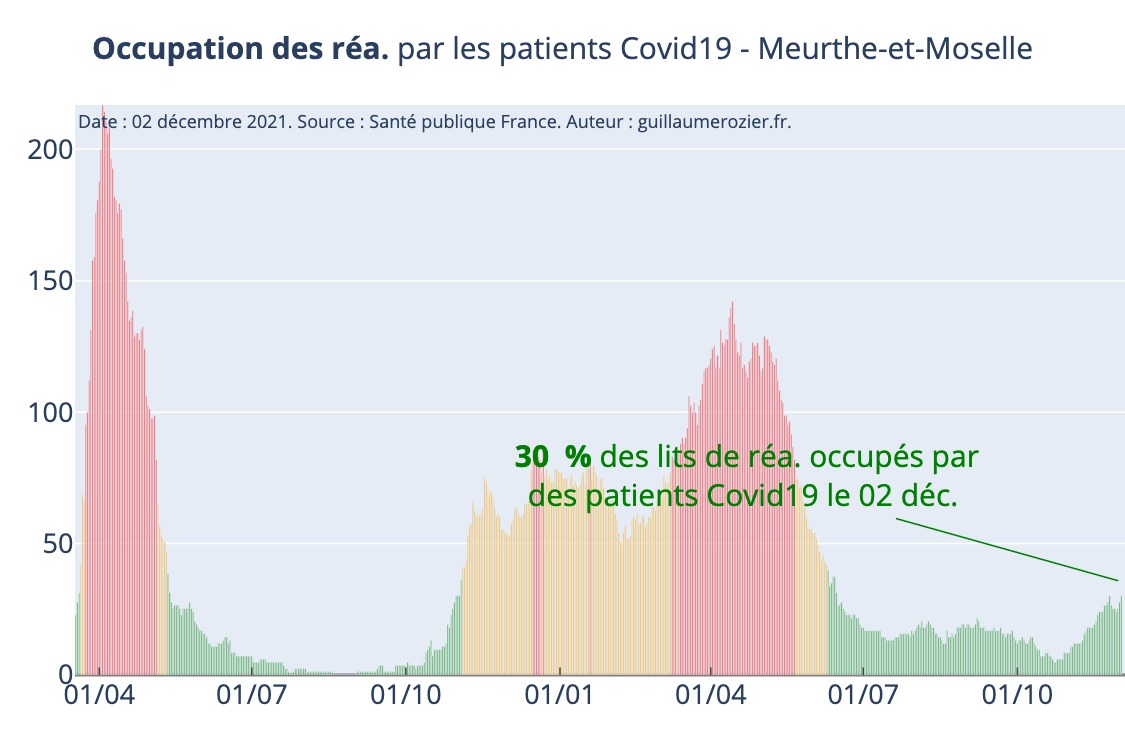 Occupation des réa. par les patients Covid19 - Meurthe-et-Moselle
Date : 02 décembre 2021. Source : Santé publique France. Auteur : guillaumerozier.fr.
200
150
100
30 % des lits de réa. occupés par
des patients Covid19 le 02 déc.
50
0
01/04 01/07 01/10 01/01 01/04 01/07 01/10